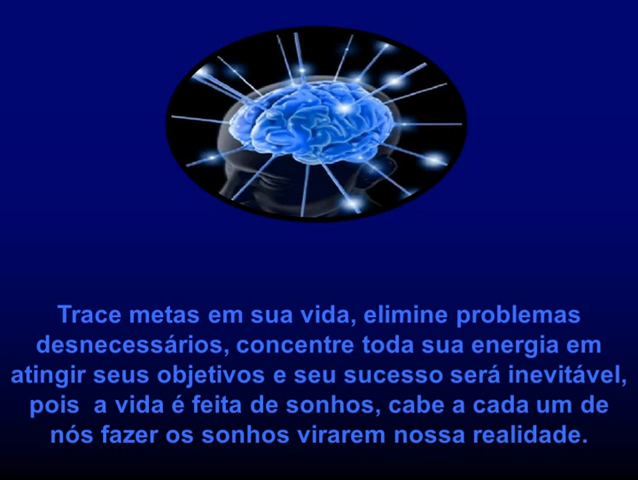 Trace metas em sua vida, elimine problemas
desnecessários, concentre toda sua energia em
atingir seus objetivos e seu sucesso será inevitável,
pois  a vida é feita de sonhos, cabe a cada um de
nós fazer os sonhos virarem nossa realidade.